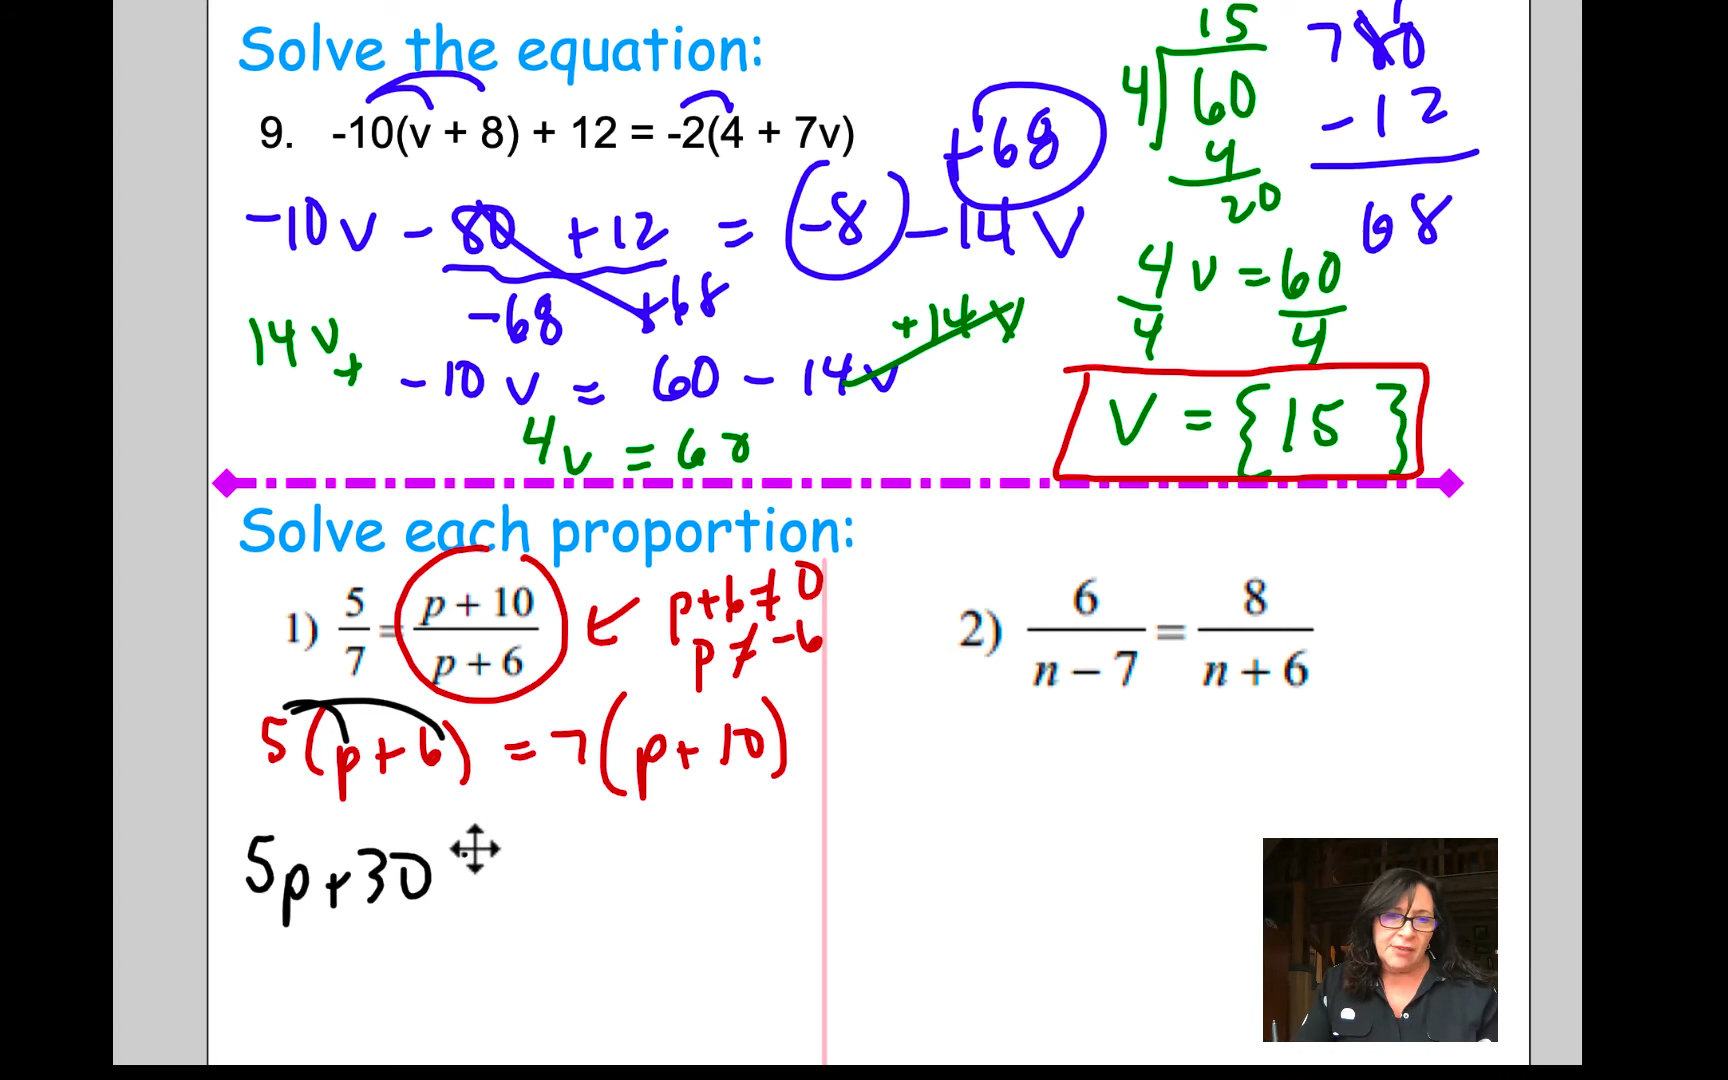 Solve the equation:
9. -10(v + 8) + 12 = -2(4 + 7v)
+68
-10v - 80 + 12 = -8 - 14v
-68 +68
14v + +14v
-10v = 60 - 14v
4v = 60
15
4)60
4
20
7 10
-12
68
4v = 60
4 4
v = {15}
Solve each proportion:
1) 5/7 = p + 10/p + 6
p+6 ≠ 0
p ≠ -6
5(p+6) = 7(p+10)
5p+30
2) 6/n – 7 = 8/n + 6